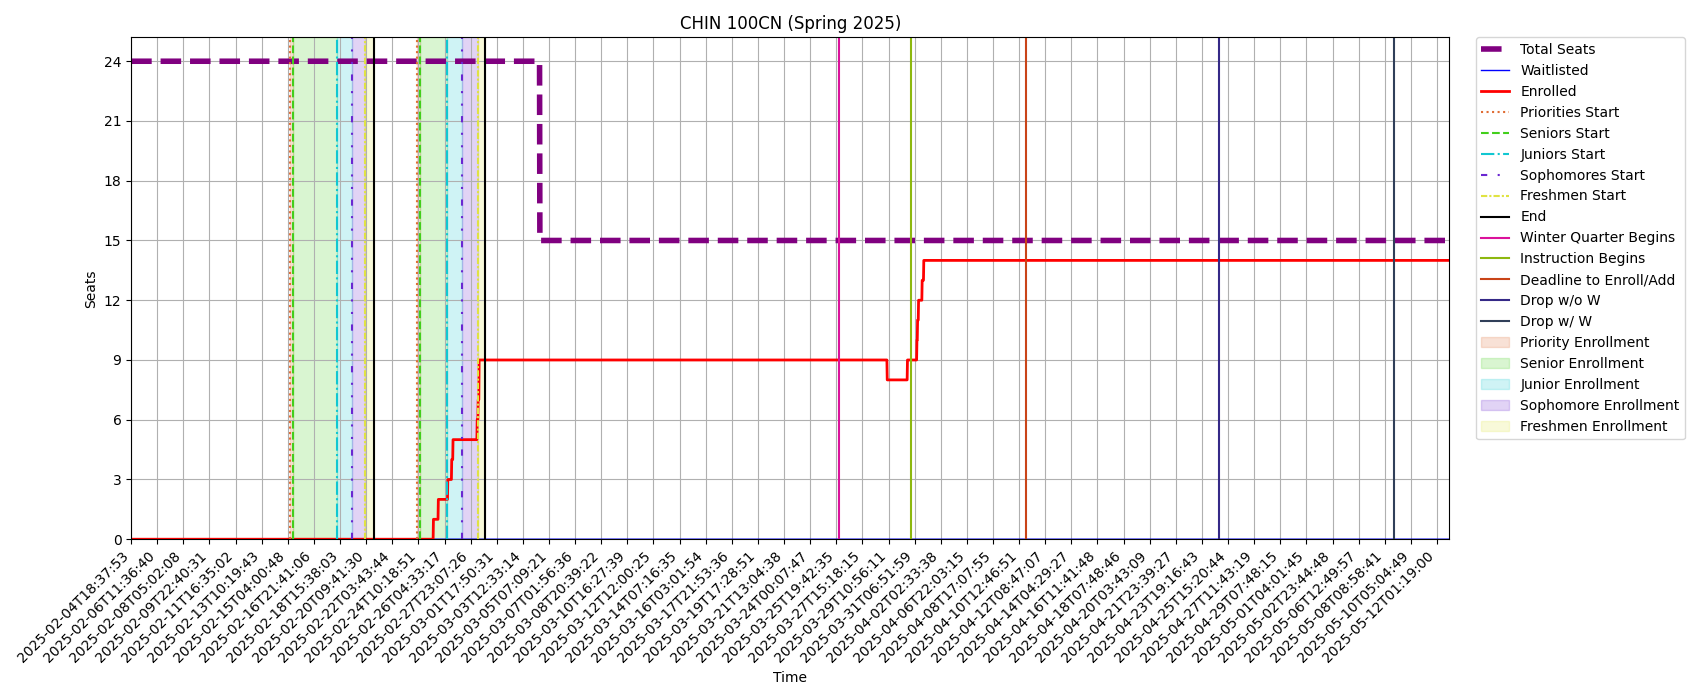 CHIN 100CN (Spring 2025)
Seats
24
21
18
15
12
9
6
3
0
2025-02-04T18:37:53
2025-02-06T11:36:40
2025-02-08T05:02:08
2025-02-09T22:40:31
2025-02-11T16:35:02
2025-02-13T10:19:43
2025-02-15T04:00:48
2025-02-16T21:41:06
2025-02-18T15:38:03
2025-02-20T09:41:30
2025-02-22T03:43:44
2025-02-24T10:18:51
2025-02-26T04:33:17
2025-02-27T23:07:26
2025-03-01T17:50:31
2025-03-03T12:33:14
2025-03-05T07:09:21
2025-03-07T01:56:36
2025-03-08T20:39:22
2025-03-10T16:27:39
2025-03-12T12:00:25
2025-03-14T07:16:35
2025-03-16T03:01:54
2025-03-17T21:53:36
2025-03-19T17:28:51
2025-03-21T13:04:38
2025-03-24T00:07:47
2025-03-25T19:42:35
2025-03-27T15:18:15
2025-03-29T10:56:11
2025-03-31T06:51:59
2025-04-02T02:33:38
2025-04-06T22:03:15
2025-04-08T17:07:55
2025-04-10T12:46:51
2025-04-12T08:47:07
2025-04-14T04:29:27
2025-04-16T11:41:48
2025-04-18T07:48:46
2025-04-20T03:43:09
2025-04-21T23:39:27
2025-04-23T19:16:43
2025-04-25T15:20:44
2025-04-27T11:43:19
2025-04-29T07:48:15
2025-05-01T04:01:45
2025-05-02T23:44:48
2025-05-06T12:49:57
2025-05-08T08:58:41
2025-05-10T05:04:49
2025-05-12T01:19:00
Time
Total Seats
Waitlisted
Enrolled
Priorities Start
Seniors Start
Juniors Start
Sophomores Start
Freshmen Start
End
Winter Quarter Begins
Instruction Begins
Deadline to Enroll/Add
Drop w/o W
Drop w/ W
Priority Enrollment
Senior Enrollment
Junior Enrollment
Sophomore Enrollment
Freshmen Enrollment